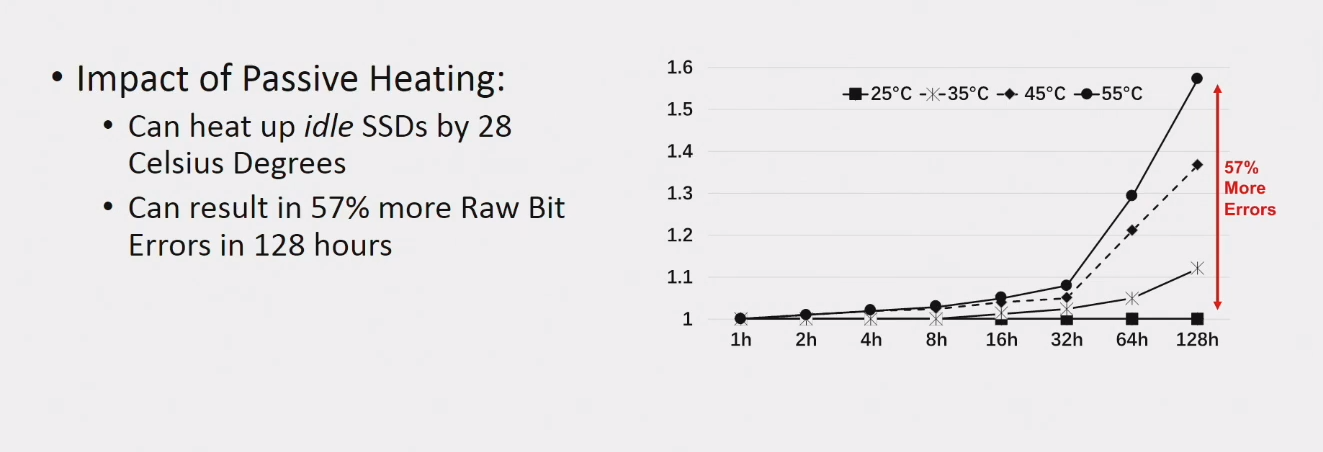 • Impact of Passive Heating:
• Can heat up idle SSDs by 28
Celsius Degrees
• Can result in 57% more Raw Bit
Errors in 128 hours
25°C 35°C 45°C 55°C
1.6
1.5
1.4
1.3
1.2
1.1
1
1h 2h 4h 8h 16h 32h 64h 128h
57%
More
Errors